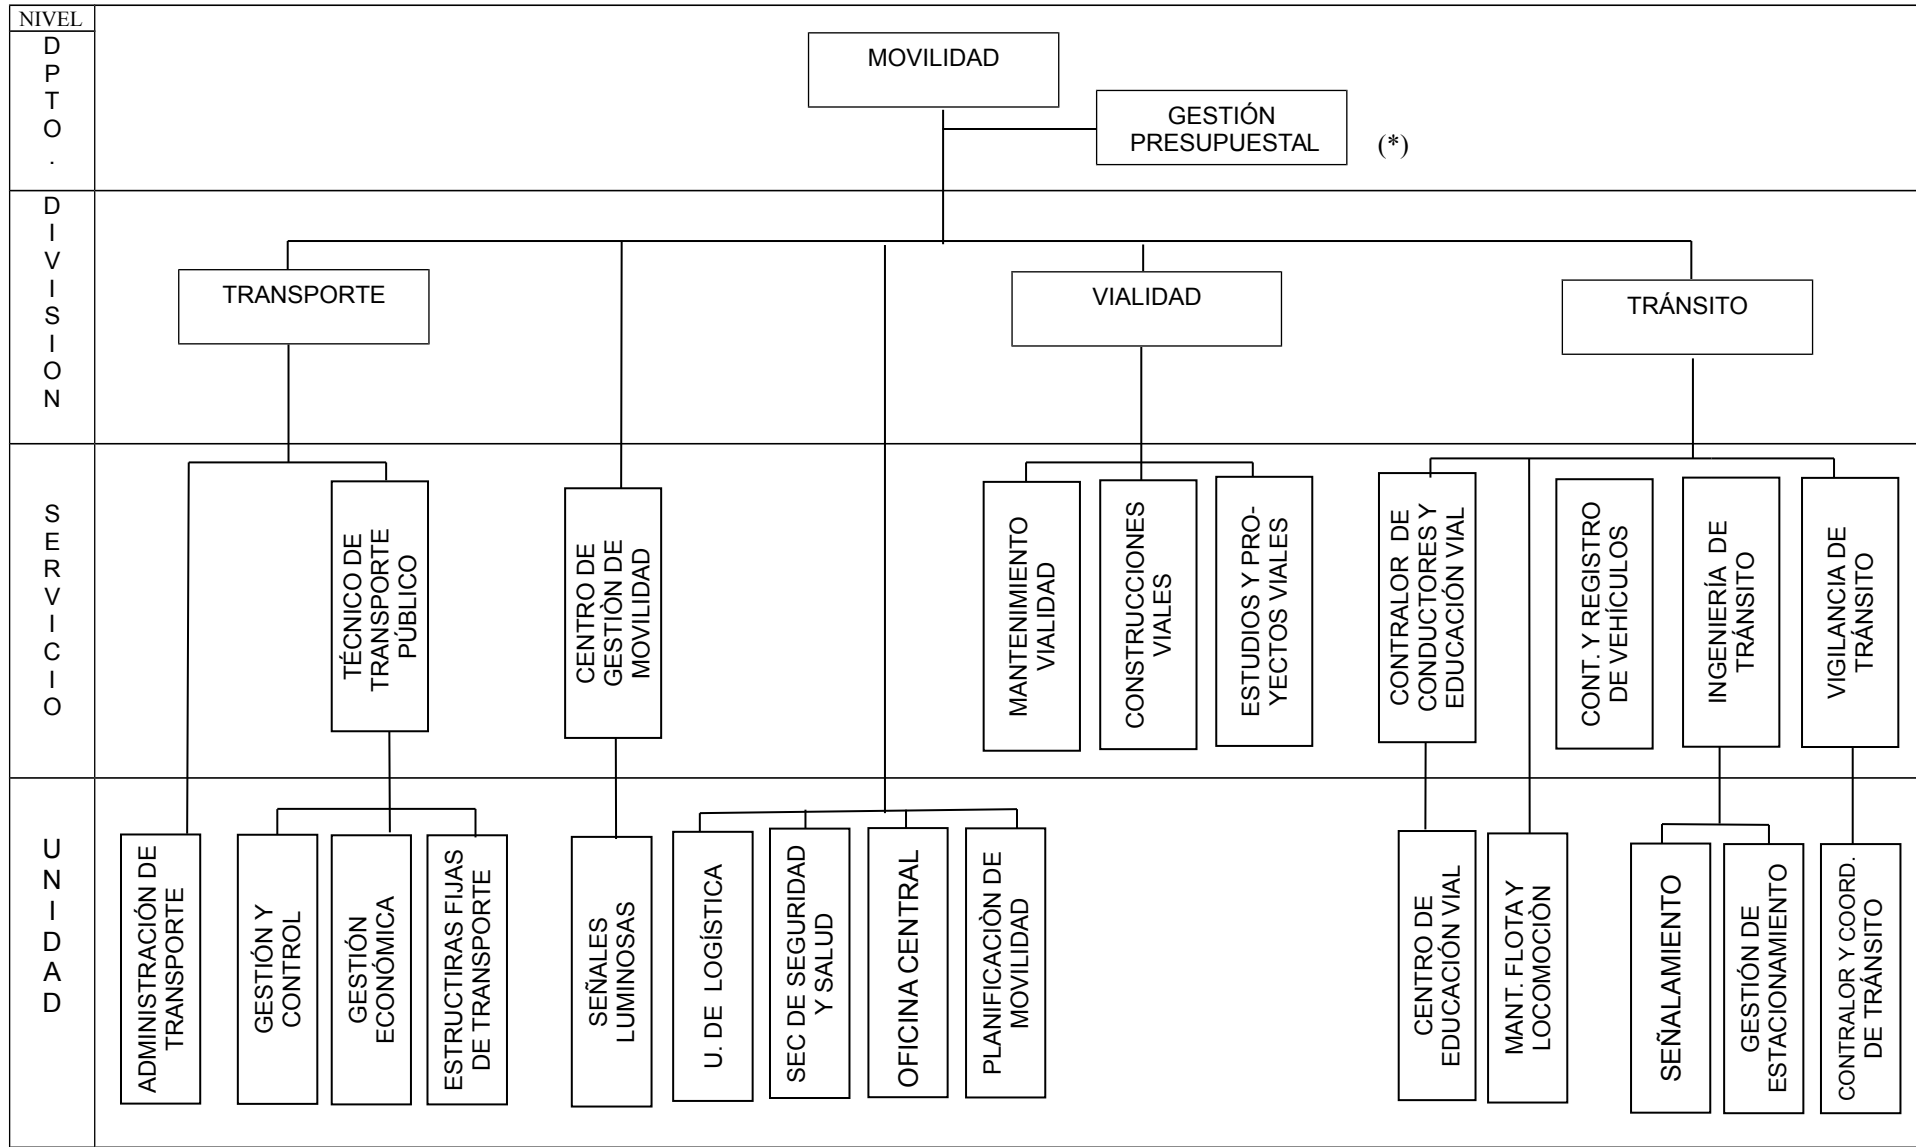 NIVEL
D
P
T
O
.
MOVILIDAD
GESTIÓN
PRESUPUESTAL
(*)
D
I
V
I
S
I
O
N
TRANSPORTE
VIALIDAD
TRÁNSITO
S
E
R
V
I
C
I
O
TÉCNICO DE
TRANSPORTE
PÚBLICO
CENTRO DE
GESTIÒN DE
MOVILIDAD
MANTENIMIENTO
VIALIDAD
CONSTRUCCIONES
VIALES
ESTUDIOS Y PRO-
YECTOS VIALES
CONTRALOR DE
CONDUCTORES Y
EDUCACIÓN VIAL
CONT. Y REGISTRO
DE VEHÍCULOS
INGENIERÍA DE
TRÁNSITO
VIGILANCIA DE
TRÁNSITO
U
N
I
D
A
D
ADMINISTRACIÓN DE
TRANSPORTE
GESTIÓN Y
CONTROL
GESTIÓN
ECONÓMICA
ESTRUCTIRAS FIJAS
DE TRANSPORTE
SEÑALES
LUMINOSAS
U. DE LOGÍSTICA
SEC DE SEGURIDAD
Y SALUD
OFICINA CENTRAL
PLANIFICACIÒN DE
MOVILIDAD
CENTRO DE
EDUCACIÓN VIAL
MANT. FLOTA Y
LOCOMOCIÒN
SEÑALAMIENTO
GESTIÓN DE
ESTACIONAMIENTO
CONTRALOR Y COORD.
DE TRÁNSITO